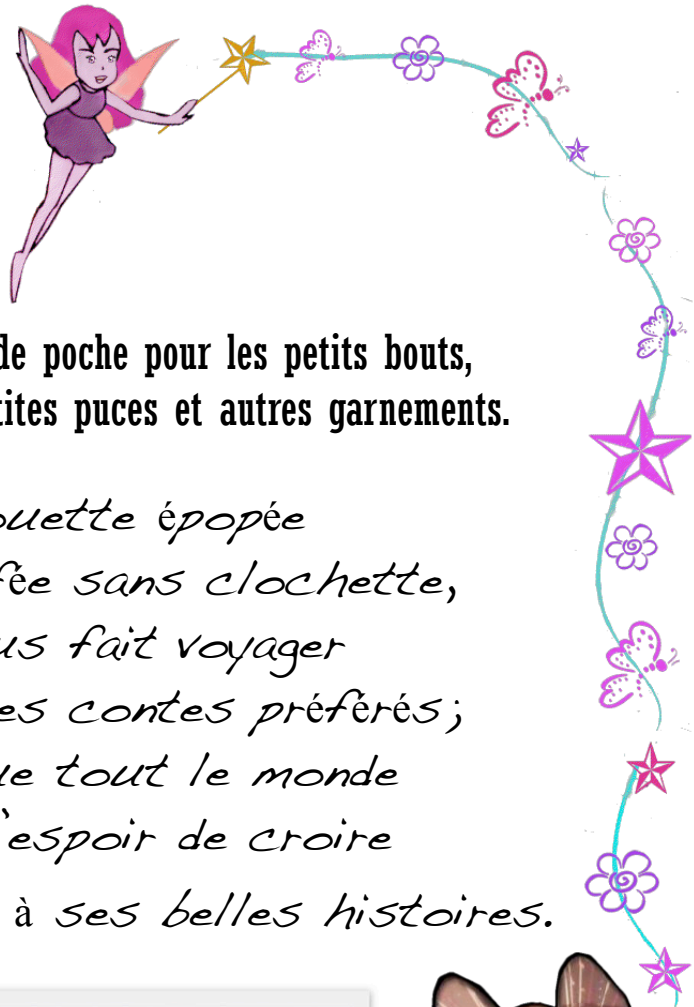 de poche pour les petits bouts,
tites puces et autres garnements.
ouette épopée
fée sans clochette,
us fait voyager
es contes préférés;
ue tout le monde
'espoir de croire
à ses belles histoires.